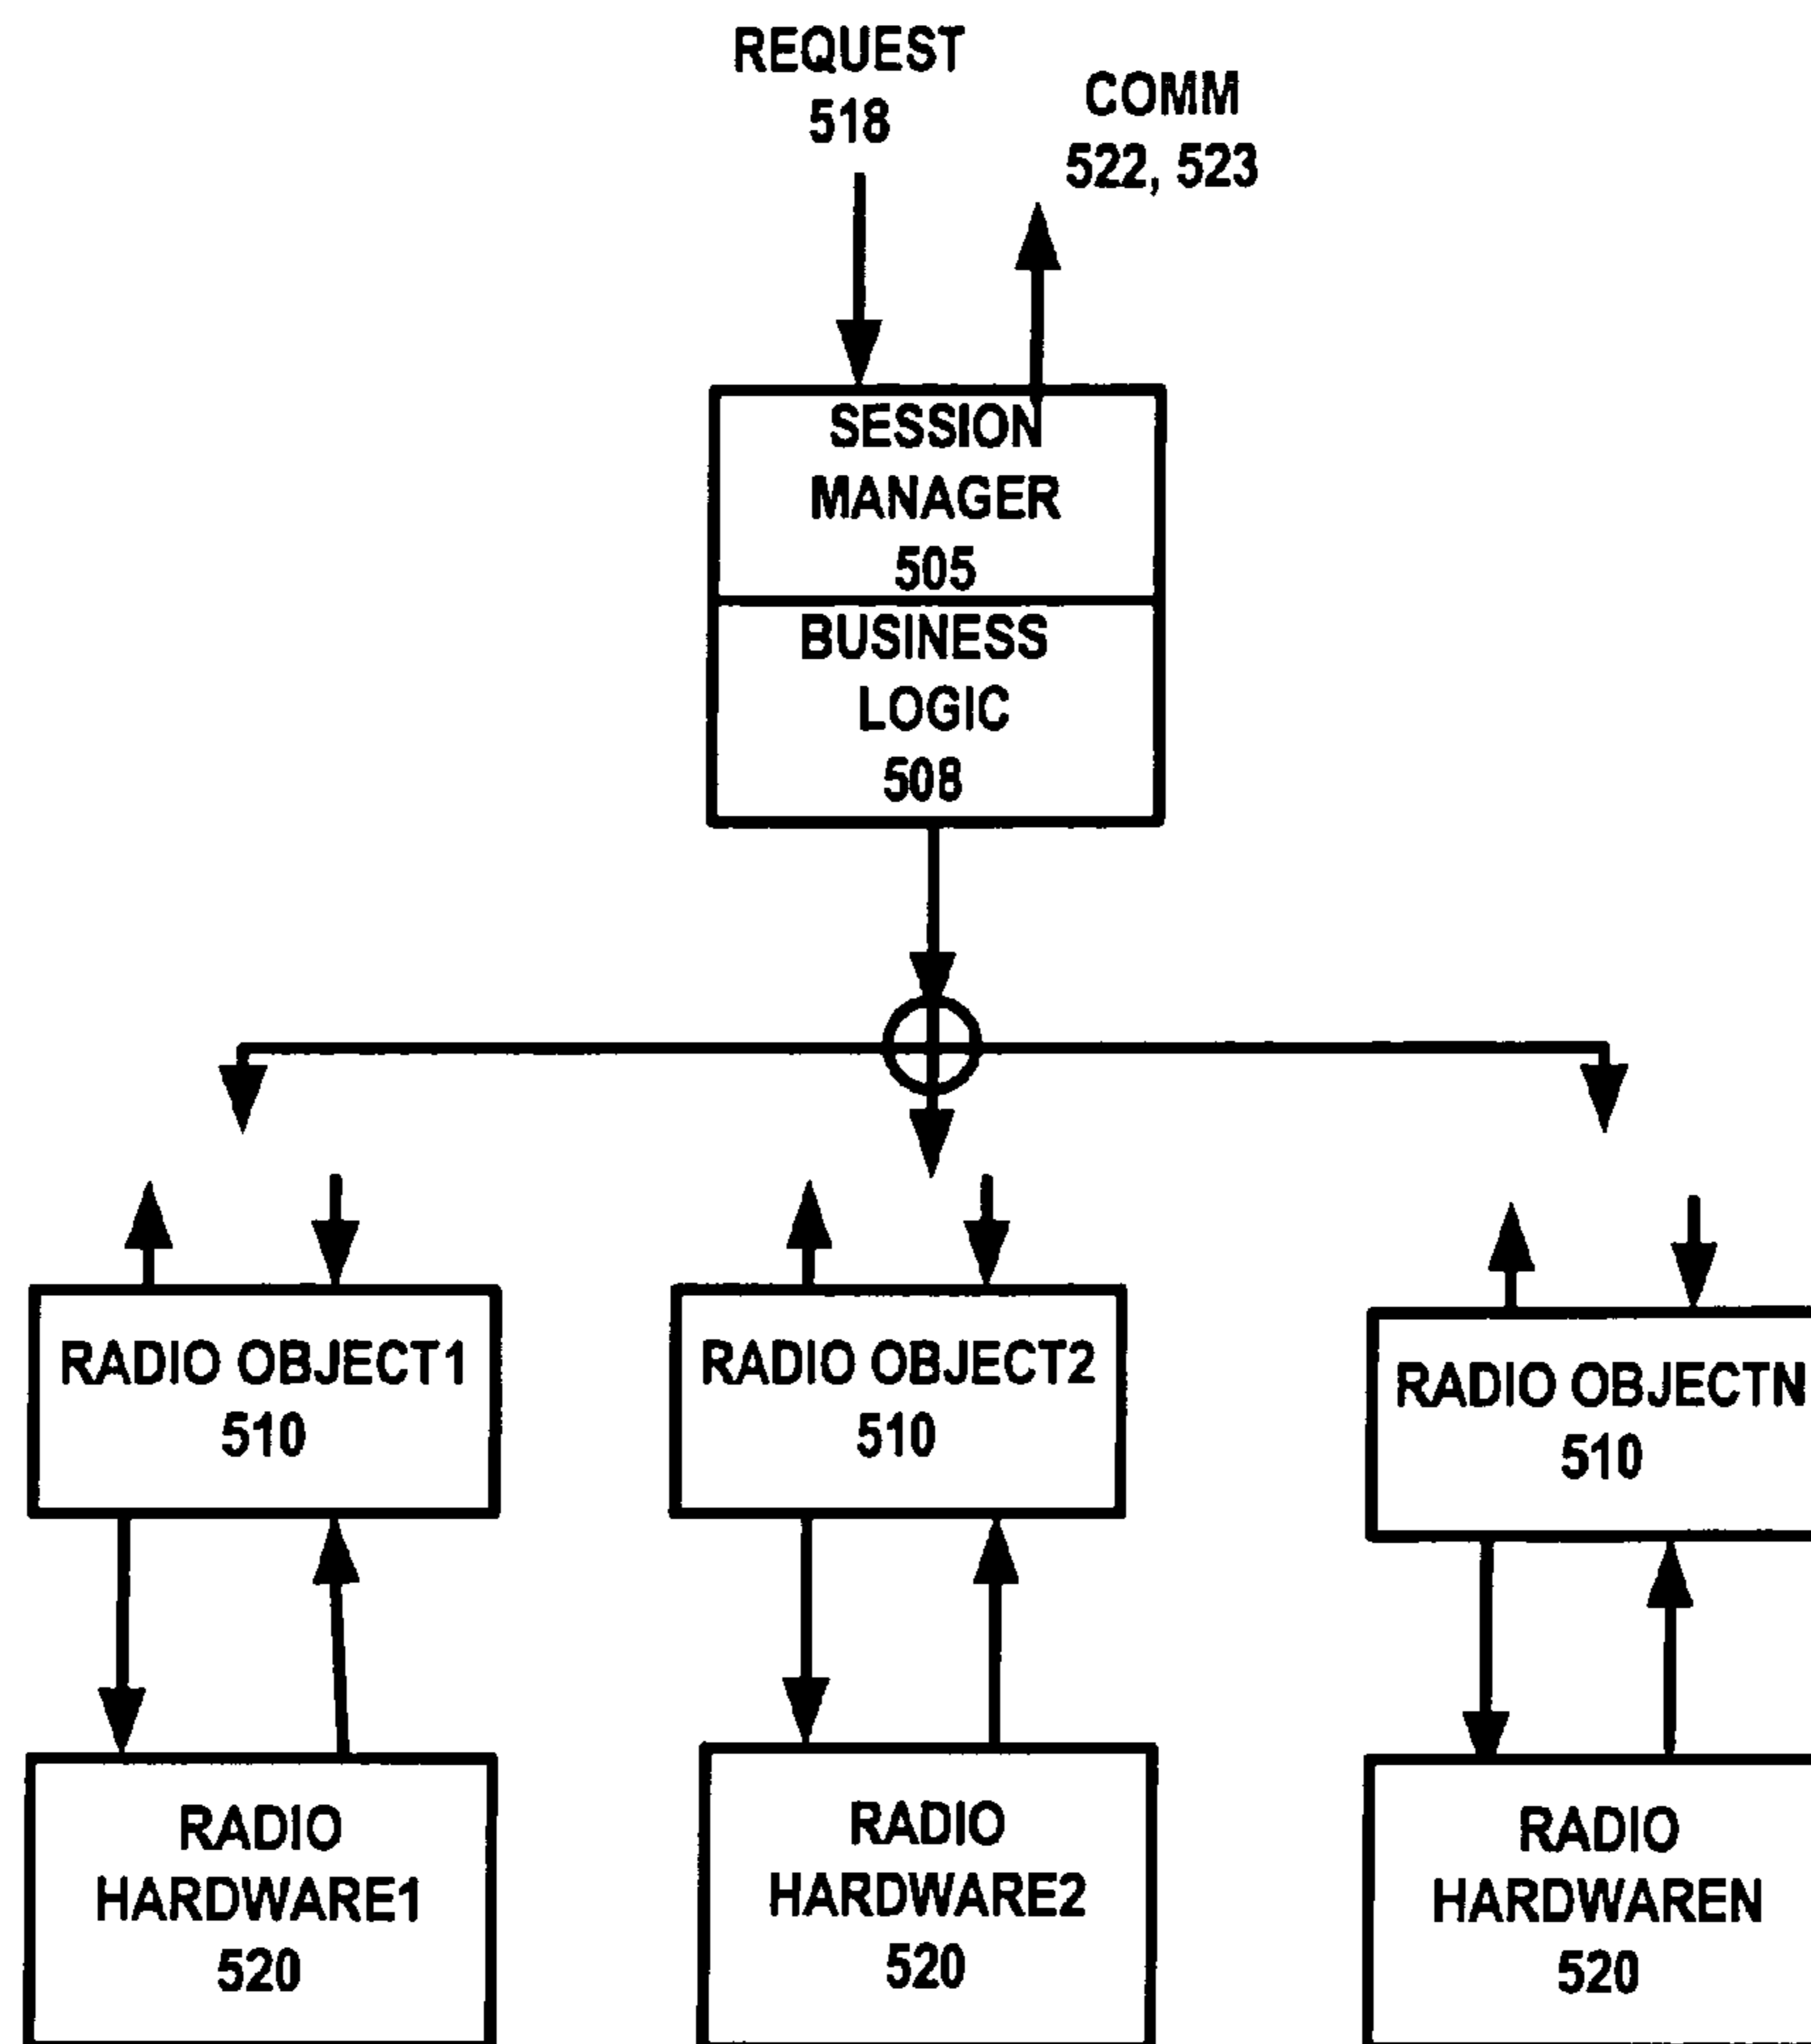 REQUEST
518
COMM
522, 523
SESSION
MANAGER
505
BUSINESS
LOGIC
508
RADIO OBJECT1
510
RADIO OBJECT2
510
RADIO OBJECTN
510
RADIO
HARDWARE1
520
RADIO
HARDWARE2
520
RADIO
HARDWAREN
520